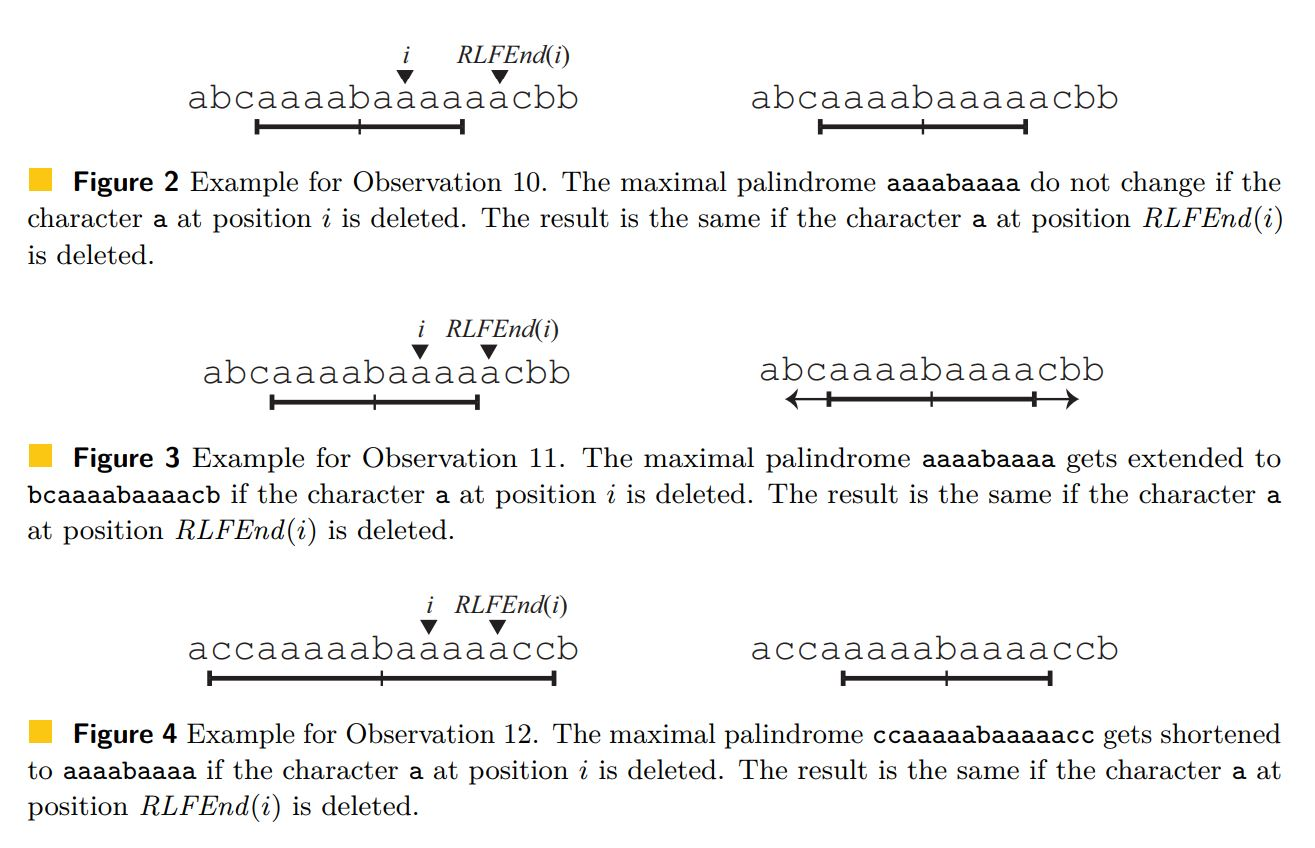 i RLFEnd(i)
abcaaaabaaaaaacbb abcaaaabaaaaacbb
Figure 2 Example for Observation 10. The maximal palindrome aaaabaaaa do not change if the
character a at position i is deleted. The result is the same if the character a at position RLFEnd(i)
is deleted.
i RLFEnd(i)
abcaaaabaaaaacbb abcaaaabaaaacbb
Figure 3 Example for Observation 11. The maximal palindrome aaaabaaaa gets extended to
bcaaaabaaaacb if the character a at position i is deleted. The result is the same if the character a
at position RLFEnd(i) is deleted.
i RLFEnd(i)
accaaaaabaaaaaccb accaaaaabaaaaccb
Figure 4 Example for Observation 12. The maximal palindrome ccaaaaabaaaaacc gets shortened
to aaaabaaaa if the character a at position i is deleted. The result is the same if the character a at
position RLFEnd(i) is deleted.